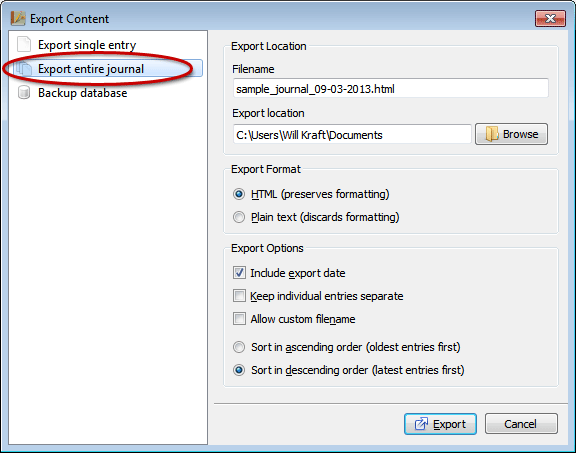 Export Content
Export single entry
Export entire journal
Backup database
Export Location
Filename
sample_journal_09-03-2013.html
Export location
C:\Users\Will Kraft\Documents
Browse
Export Format
HTML (preserves formatting)
Plain text (discards formatting)
Export Options
Include export date
Keep individual entries separate
Allow custom filename
Sort in ascending order (oldest entries first)
Sort in descending order (latest entries first)
Export
Cancel